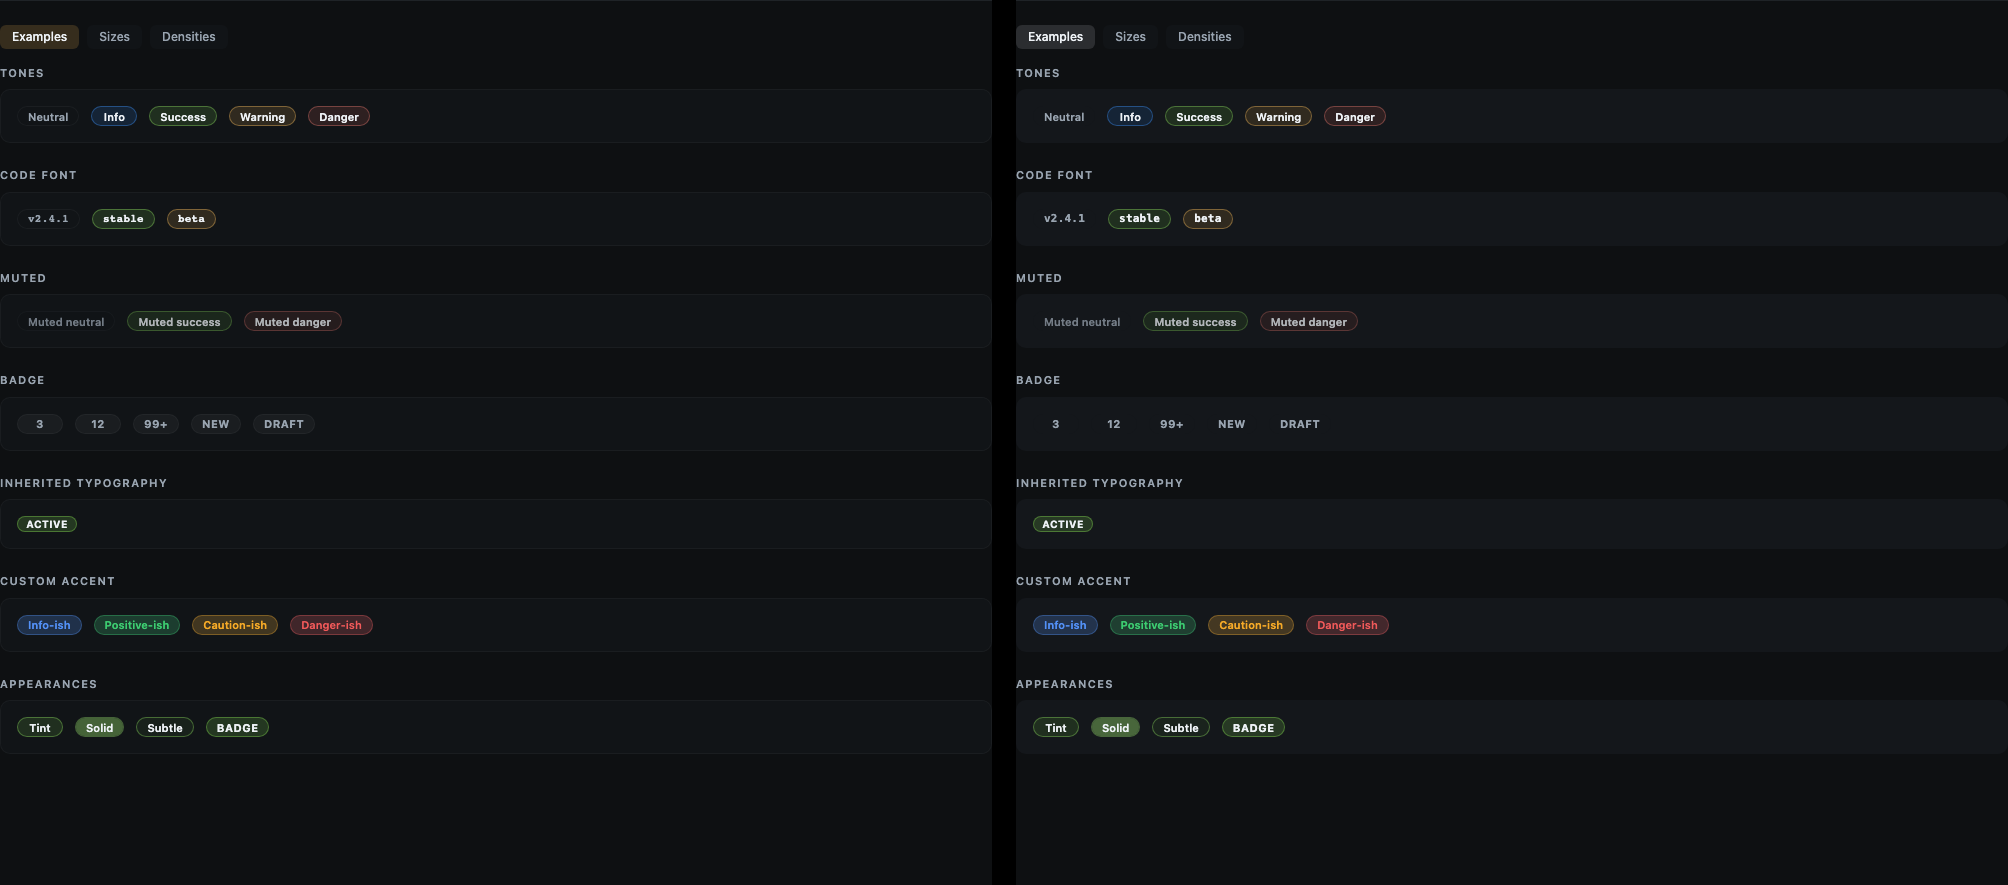 Examples Sizes Densities
TONES
Neutral Info Success Warning Danger
CODE FONT
v2.4.1 stable beta
MUTED
Muted neutral Muted success Muted danger
BADGE
3 12 99+ NEW DRAFT
INHERITED TYPOGRAPHY
ACTIVE
CUSTOM ACCENT
Info-ish Positive-ish Caution-ish Danger-ish
APPEARANCES
Tint Solid Subtle BADGE
Examples Sizes Densities
TONES
Neutral Info Success Warning Danger
CODE FONT
v2.4.1 stable beta
MUTED
Muted neutral Muted success Muted danger
BADGE
3 12 99+ NEW DRAFT
INHERITED TYPOGRAPHY
ACTIVE
CUSTOM ACCENT
Info-ish Positive-ish Caution-ish Danger-ish
APPEARANCES
Tint Solid Subtle BADGE